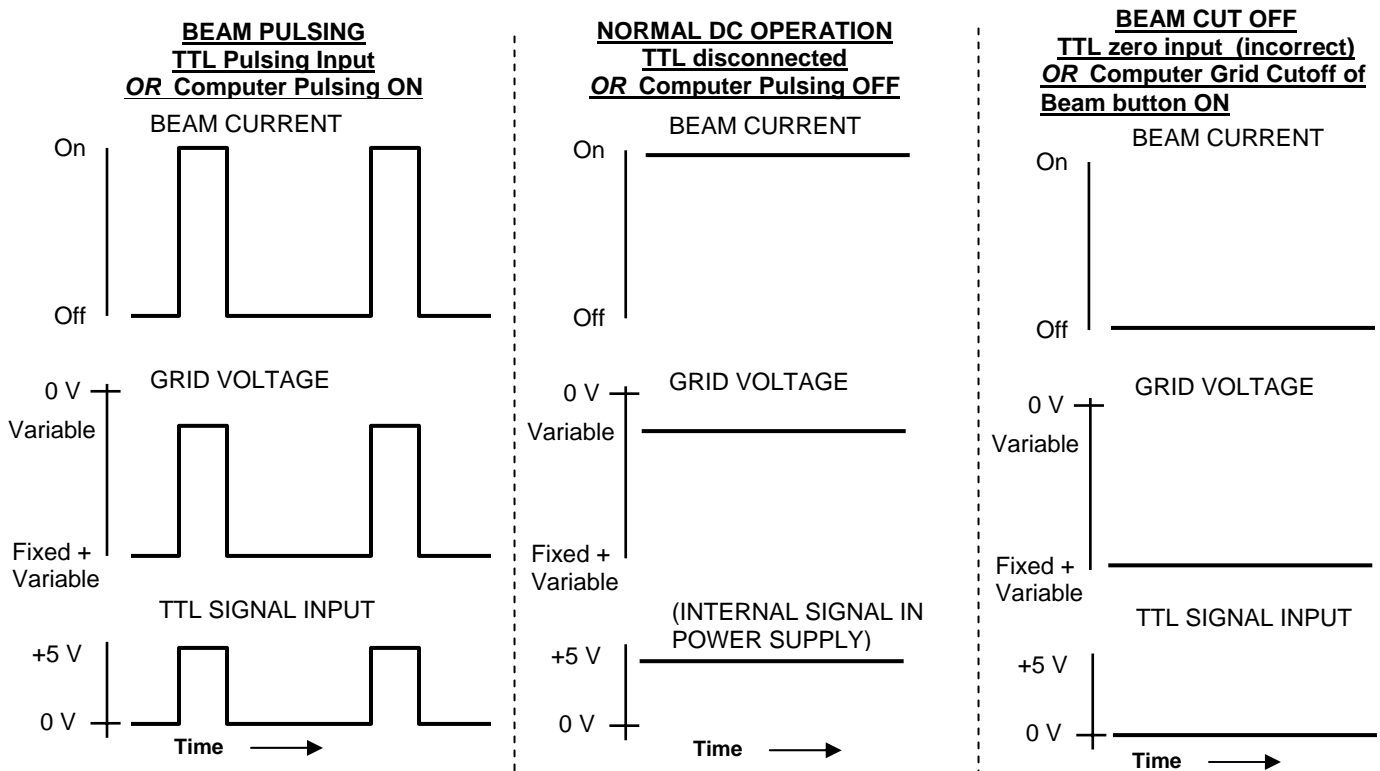 BEAM PULSING
TTL Pulsing Input
OR Computer Pulsing ON
BEAM CURRENT
On
Off
GRID VOLTAGE
0 V
Variable
Fixed +
Variable
TTL SIGNAL INPUT
+5 V
0 V
Time
NORMAL DC OPERATION
TTL disconnected
OR Computer Pulsing OFF
BEAM CURRENT
On
Off
GRID VOLTAGE
0 V
Variable
Fixed +
Variable
(INTERNAL SIGNAL IN
POWER SUPPLY)
+5 V
0 V
Time
BEAM CUT OFF
TTL zero input (incorrect)
OR Computer Grid Cutoff of
Beam button ON
BEAM CURRENT
On
Off
GRID VOLTAGE
0 V
Variable
Fixed +
Variable
TTL SIGNAL INPUT
+5 V
0 V
Time